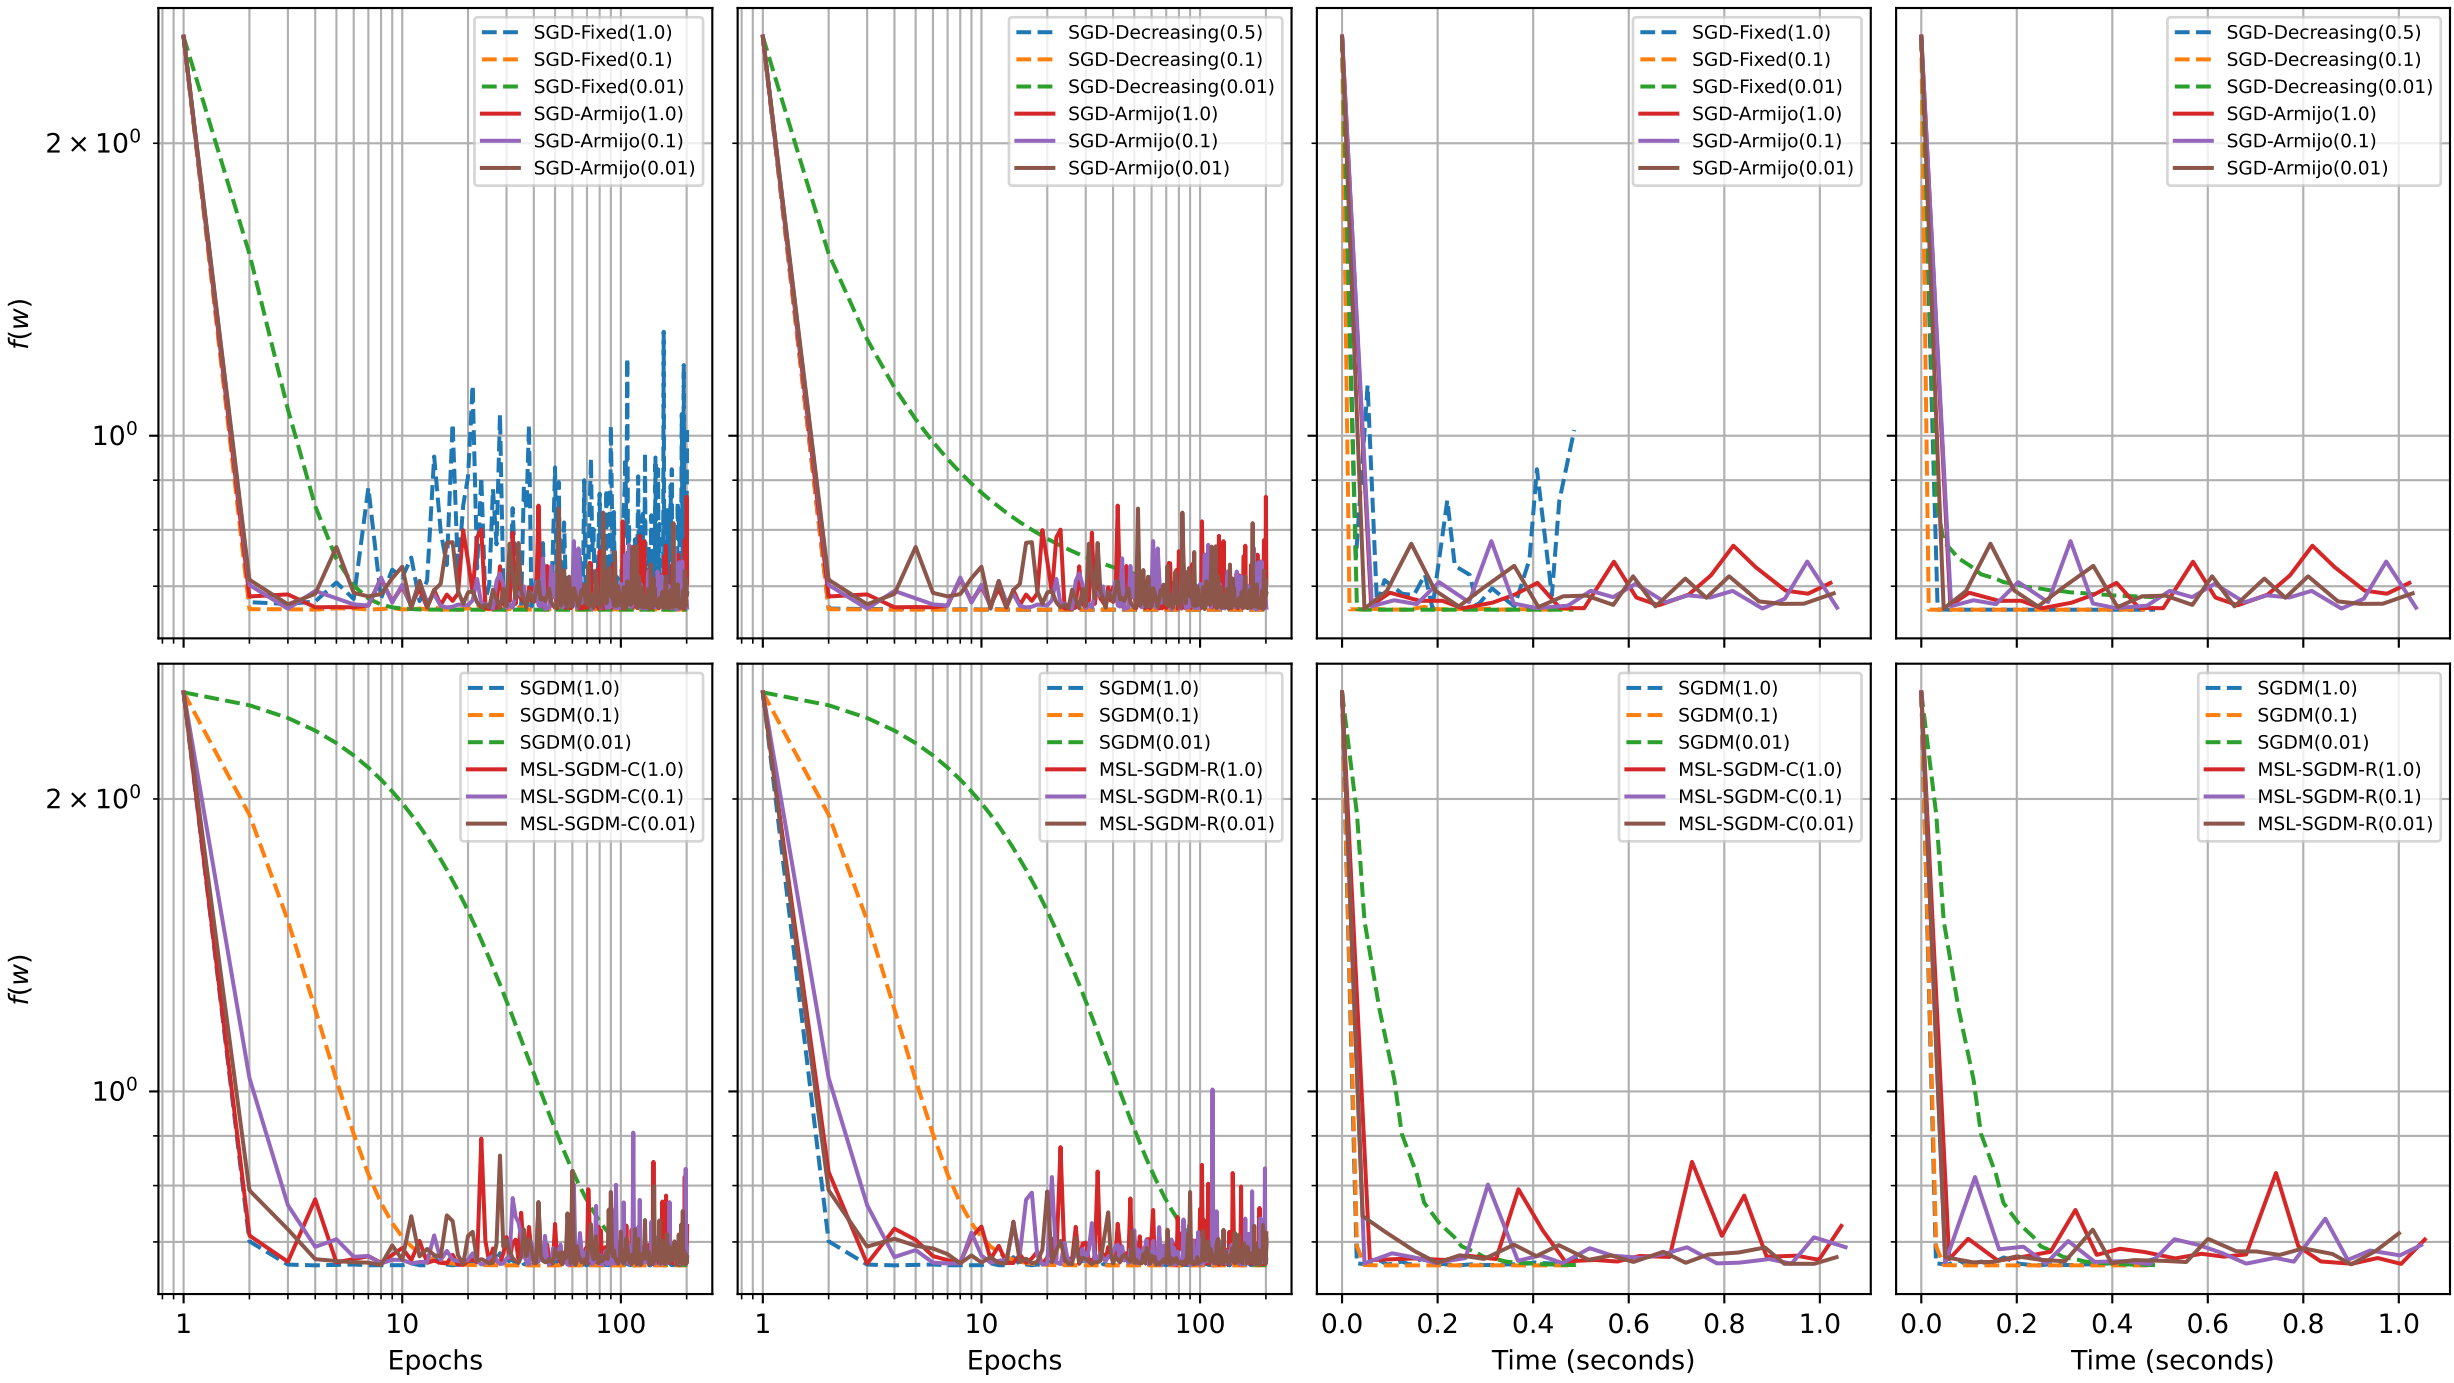 SGD-Fixed(1.0)
SGD-Fixed(0.1)
SGD-Fixed(0.01)
SGD-Armijo(1.0)
SGD-Armijo(0.1)
SGD-Armijo(0.01)
2 × 10⁰
10⁰
f(w)
SGD-Decreasing(0.5)
SGD-Decreasing(0.1)
SGD-Decreasing(0.01)
SGD-Armijo(1.0)
SGD-Armijo(0.1)
SGD-Armijo(0.01)
SGD-Fixed(1.0)
SGD-Fixed(0.1)
SGD-Fixed(0.01)
SGD-Armijo(1.0)
SGD-Armijo(0.1)
SGD-Armijo(0.01)
SGD-Decreasing(0.5)
SGD-Decreasing(0.1)
SGD-Decreasing(0.01)
SGD-Armijo(1.0)
SGD-Armijo(0.1)
SGD-Armijo(0.01)
SGDM(1.0)
SGDM(0.1)
SGDM(0.01)
MSL-SGDM-C(1.0)
MSL-SGDM-C(0.1)
MSL-SGDM-C(0.01)
2 × 10⁰
10⁰
f(w)
1 10 100
Epochs
SGDM(1.0)
SGDM(0.1)
SGDM(0.01)
MSL-SGDM-R(1.0)
MSL-SGDM-R(0.1)
MSL-SGDM-R(0.01)
1 10 100
Epochs
SGDM(1.0)
SGDM(0.1)
SGDM(0.01)
MSL-SGDM-C(1.0)
MSL-SGDM-C(0.1)
MSL-SGDM-C(0.01)
0.0 0.2 0.4 0.6 0.8 1.0
Time (seconds)
SGDM(1.0)
SGDM(0.1)
SGDM(0.01)
MSL-SGDM-R(1.0)
MSL-SGDM-R(0.1)
MSL-SGDM-R(0.01)
0.0 0.2 0.4 0.6 0.8 1.0
Time (seconds)